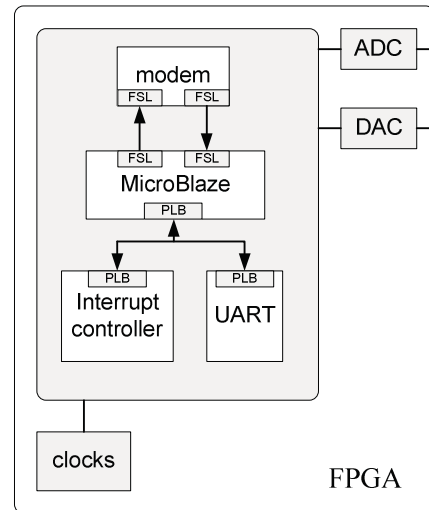 ADC
modem
FSL
FSL
DAC
FSL
FSL
MicroBlaze
PLB
PLB
PLB
Interrupt
controller
UART
clocks
FPGA